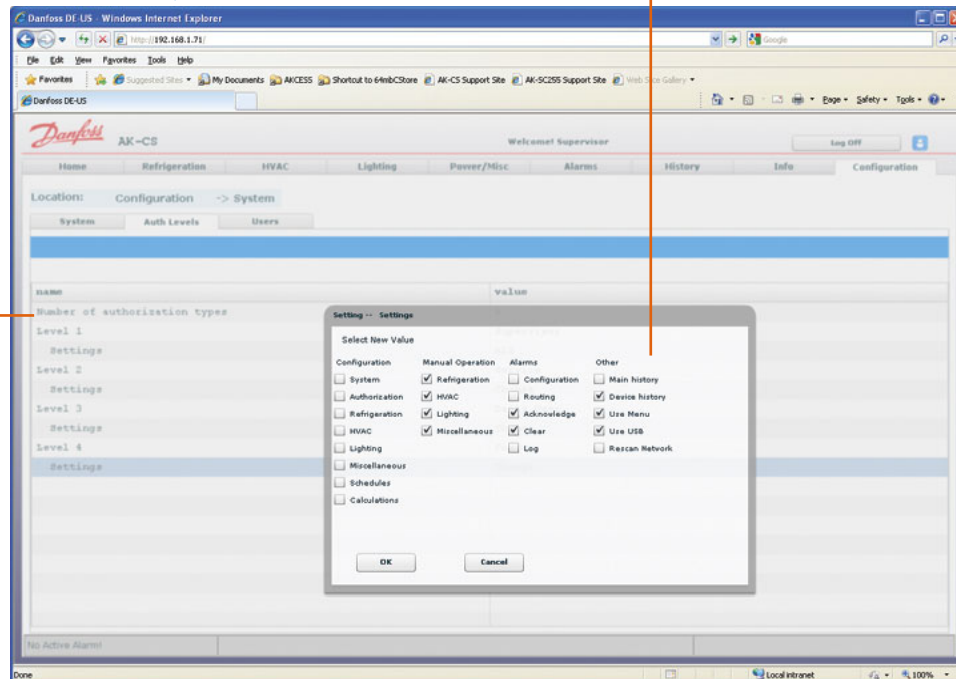 Danfoss DE-US - Windows Internet Explorer
http://192.168.1.71/
Google
File Edit View Favorites Tools Help
Favorites Suggested Sites My Documents AKCESS Shortcut to 64mbCStore AK-CS Support Site AK-SC255 Support Site Web Slice Gallery
Danfoss DE-US
Page Safety Tools
Danfoss AK-CS Welcome! Supervisor Log Off
Home Refrigeration HVAC Lighting Power/Misc Alarms History Info Configuration
Location: Configuration -> System
System Auth Levels Users
name value
Number of authorization types
Level 1
Settings
Level 2
Settings
Level 3
Settings
Level 4
Settings
Setting -- Settings
Select New Value
Configuration Manual Operation Alarms Other
System Refrigeration Configuration Main history
Authorization HVAC Routing Device history
Refrigeration Lighting Acknowledge Use Menu
HVAC Miscellaneous Clear Use USB
Lighting Log Rescan Network
Miscellaneous
Schedules
Calculations
OK Cancel
No Active Alarm!
Done Local intranet 100%